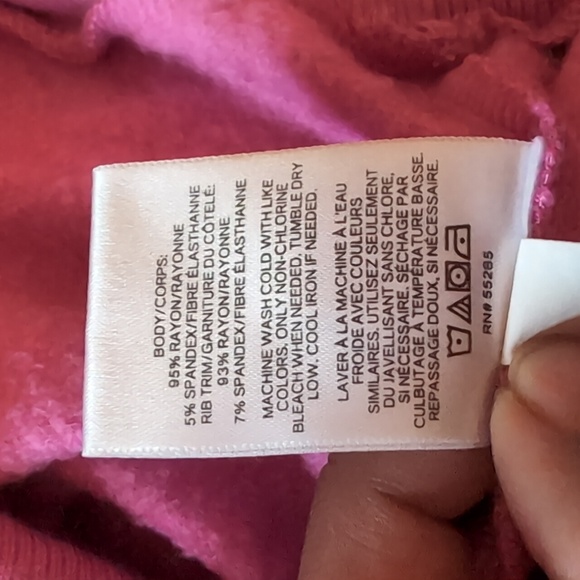 BODY/CORPS:
95% RAYON/RAYONNE
5% SPANDEX/FIBRE ÉLASTHANNE
RIB TRIM/GARNITURE DU CÔTELÉ:
93% RAYON/RAYONNE
7% SPANDEX/FIBRE ÉLASTHANNE
MACHINE WASH COLD WITH LIKE
COLORS. ONLY NON-CHLORINE
BLEACH WHEN NEEDED. TUMBLE DRY
LOW. COOL IRON IF NEEDED.
LAVER À LA MACHINE À L'EAU
FROIDE AVEC COULEURS
SIMILAIRES. UTILISEZ SEULEMENT
DU JAVELLISANT SANS CHLORE,
SI NÉCESSAIRE. SÉCHAGE PAR
CULBUTAGE À TEMPÉRATURE BASSE.
REPASSAGE DOUX, SI NÉCESSAIRE.
RN# 55285